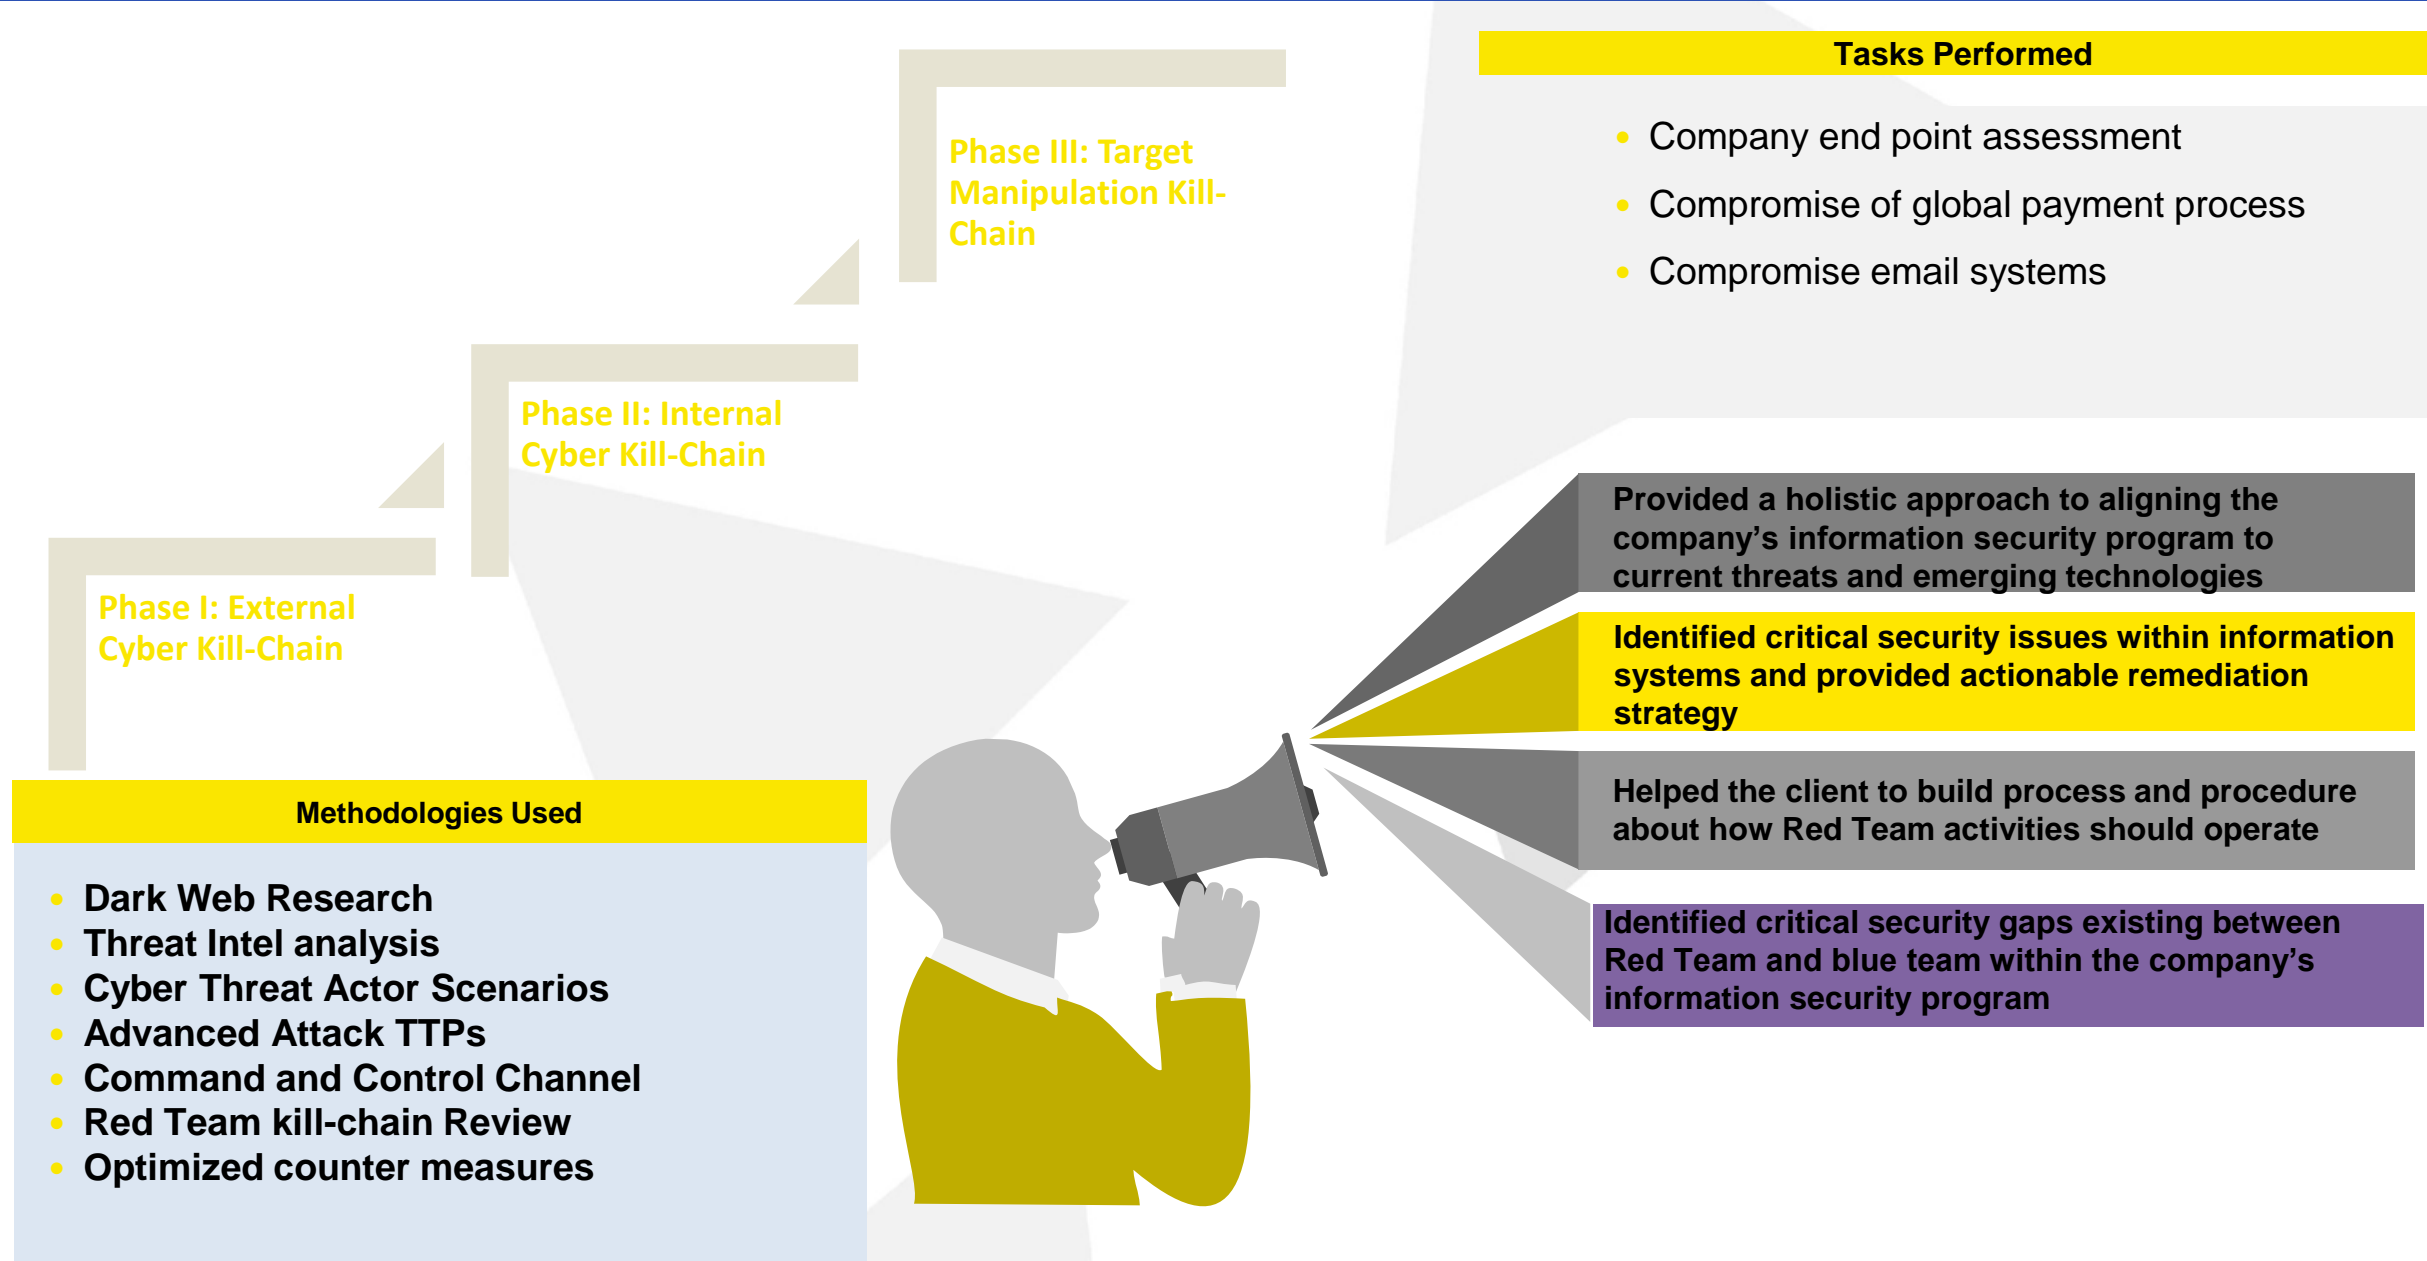 Tasks Performed
Company end point assessment
Compromise of global payment process
Compromise email systems
Phase III: Target
Manipulation Kill-
Chain
Phase II: Internal
Cyber Kill-Chain
Phase I: External
Cyber Kill-Chain
Methodologies Used
Dark Web Research
Threat Intel analysis
Cyber Threat Actor Scenarios
Advanced Attack TTPs
Command and Control Channel
Red Team kill-chain Review
Optimized counter measures
Provided a holistic approach to aligning the
company’s information security program to
current threats and emerging technologies
Identified critical security issues within information
systems and provided actionable remediation
strategy
Helped the client to build process and procedure
about how Red Team activities should operate
Identified critical security gaps existing between
Red Team and blue team within the company’s
information security program